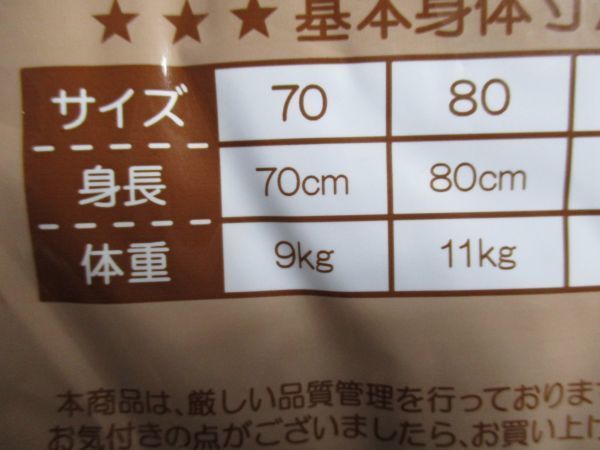 ★ ★ ★ 基本身体寸
サイズ 70 80
身長 70cm 80cm
体重 9kg 11kg
本商品は、厳しい品質管理を行っておりま
お気付きの点がございましたら、お買い上げ